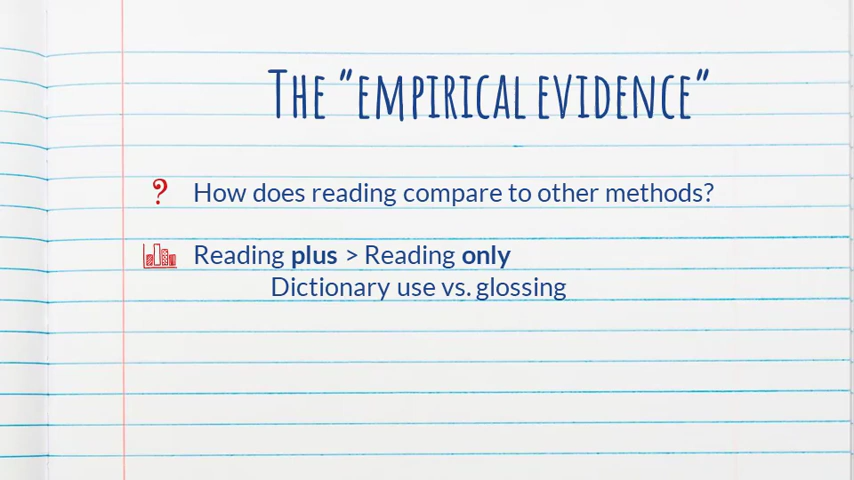 The “empirical evidence“
? How does reading compare to other methods?
Reading plus > Reading only
Dictionary use vs. glossing